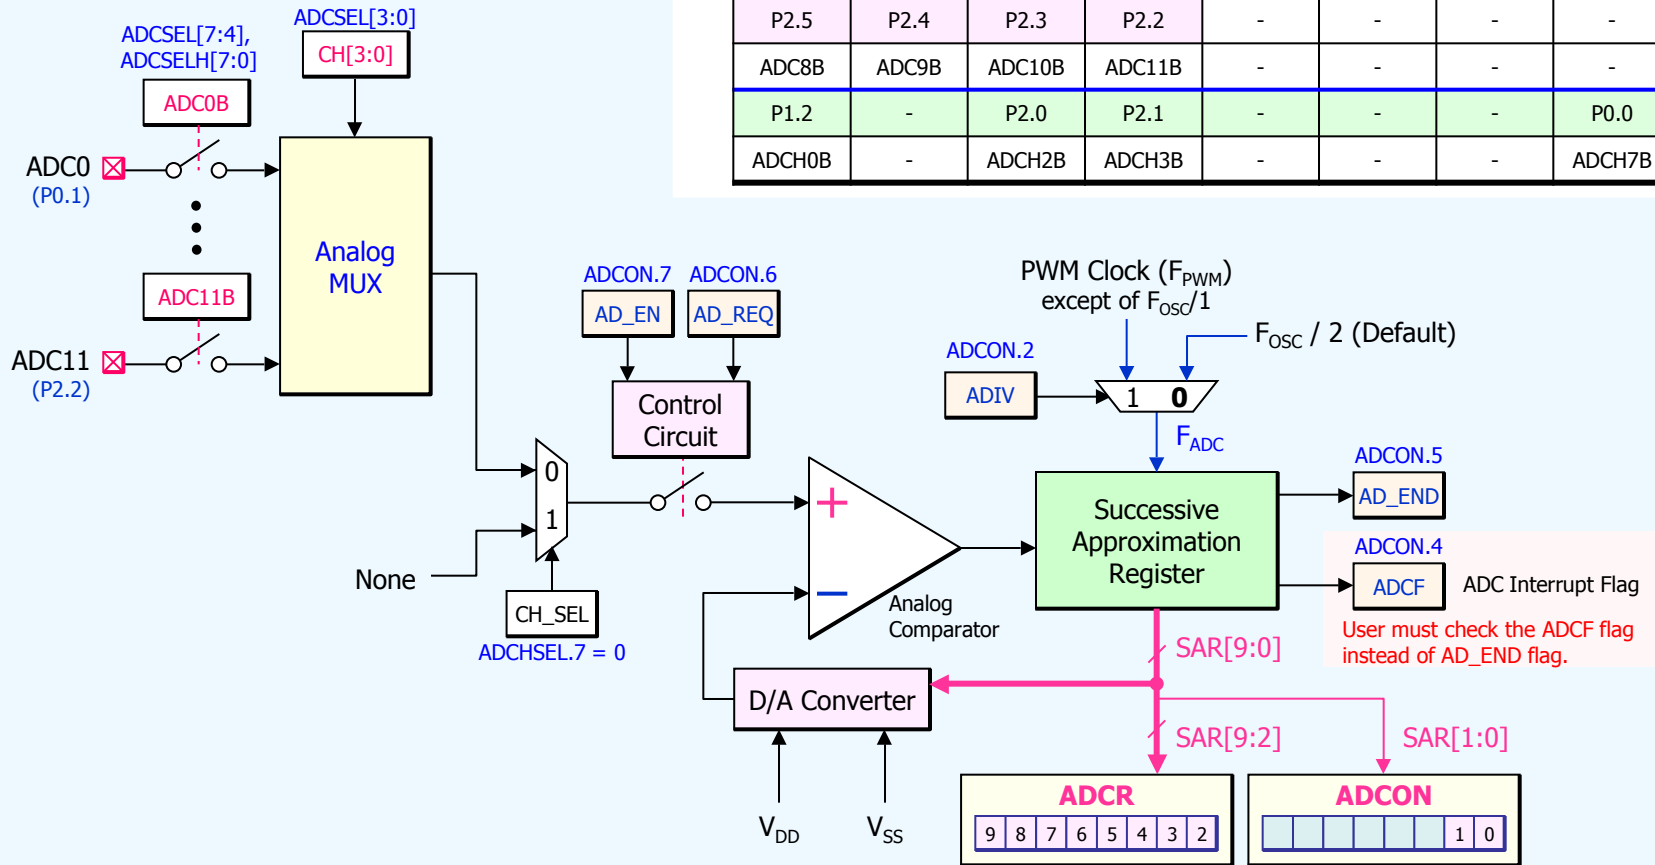 P2.5 P2.4 P2.3 P2.2 - - - -
ADC8B ADC9B ADC10B ADC11B - - - -
P1.2 - P2.0 P2.1 - - - P0.0
ADCH0B - ADCH2B ADCH3B - - - ADCH7B
ADCSEL[3:0]
CH[3:0]
ADCSEL[7:4],
ADCSELH[7:0]
ADC0B
ADC0
(P0.1)
Analog
MUX
ADC11B
ADC11
(P2.2)
ADCON.7 ADCON.6
AD_EN AD_REQ
Control
Circuit
PWM Clock (FPWM)
except of FOSC/1
FOSC / 2 (Default)
ADCON.2
ADIV
1 0
FADC
0
1
None
CH_SEL
ADCHSEL.7 = 0
+
−
Analog
Comparator
Successive
Approximation
Register
ADCON.5
AD_END
ADCON.4
ADCF
ADC Interrupt Flag
User must check the ADCF flag
instead of AD_END flag.
SAR[9:0]
D/A Converter
SAR[9:2]
SAR[1:0]
VDD
VSS
ADCR
9 8 7 6 5 4 3 2
ADCON
1 0